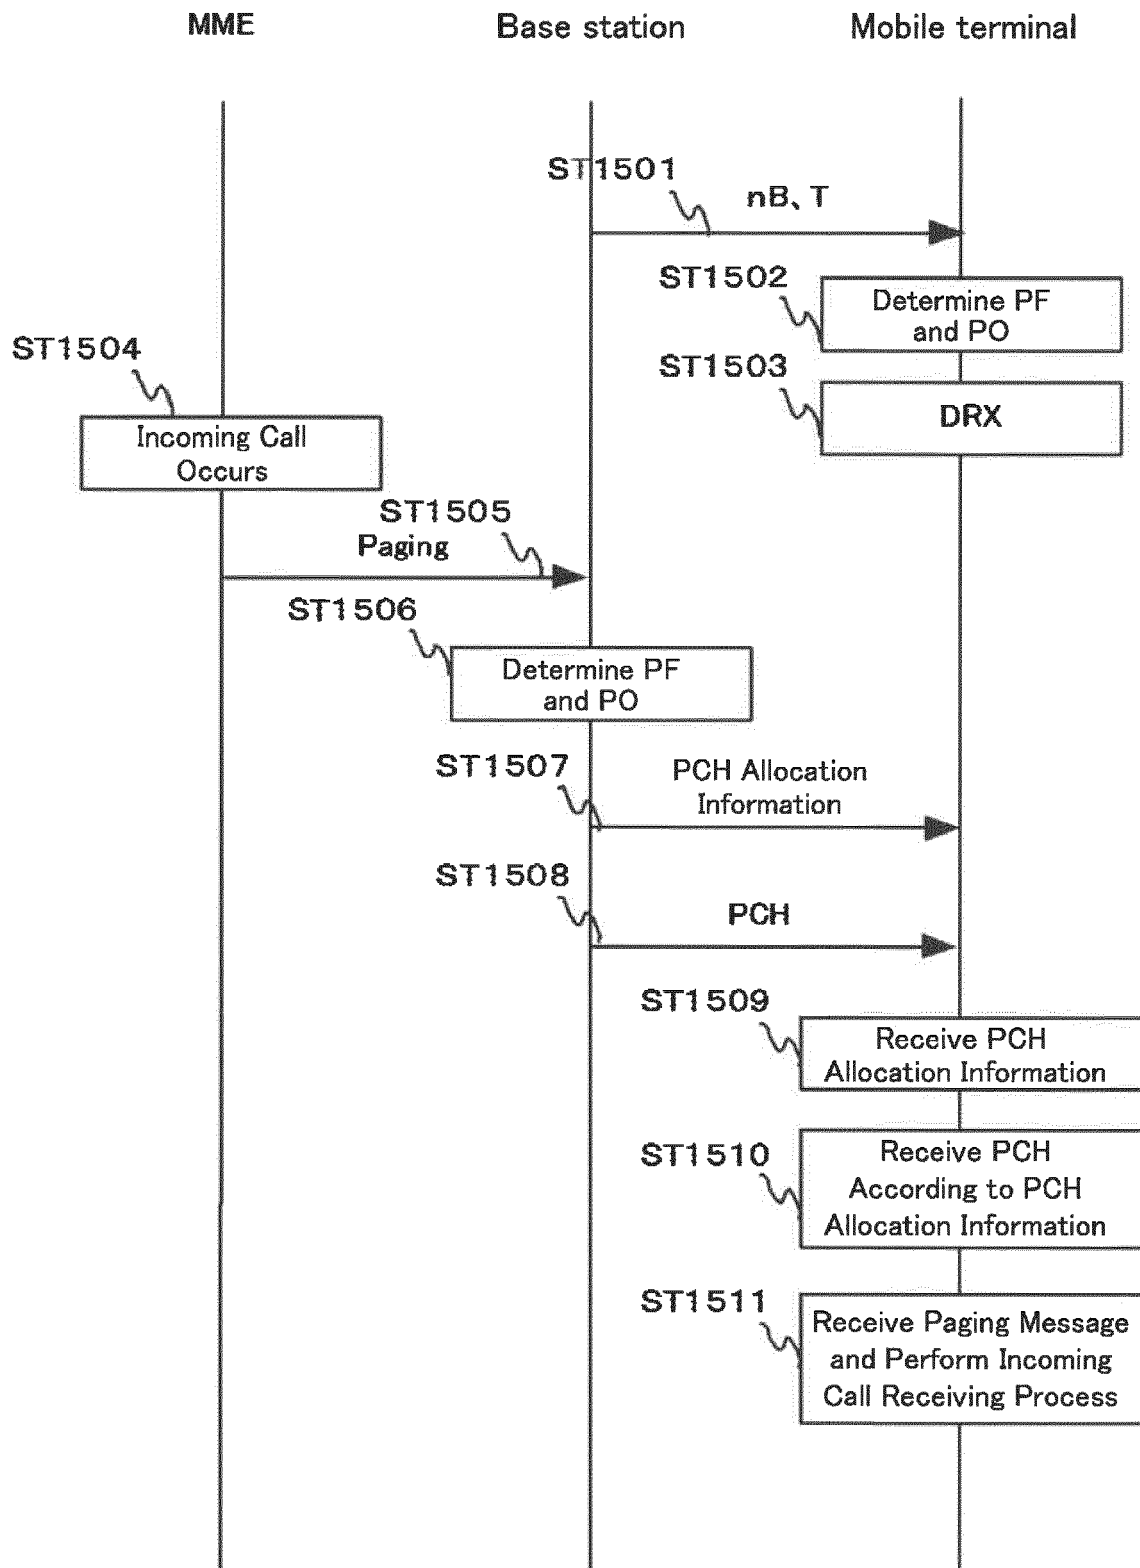 MME
Base station
Mobile terminal
ST1501
nB、T
ST1502
Determine PF
and PO
ST1503
DRX
ST1504
Incoming Call
Occurs
ST1505
Paging
ST1506
Determine PF
and PO
ST1507
PCH Allocation
Information
ST1508
PCH
ST1509
Receive PCH
Allocation Information
ST1510
Receive PCH
According to PCH
Allocation Information
ST1511
Receive Paging Message
and Perform Incoming
Call Receiving Process